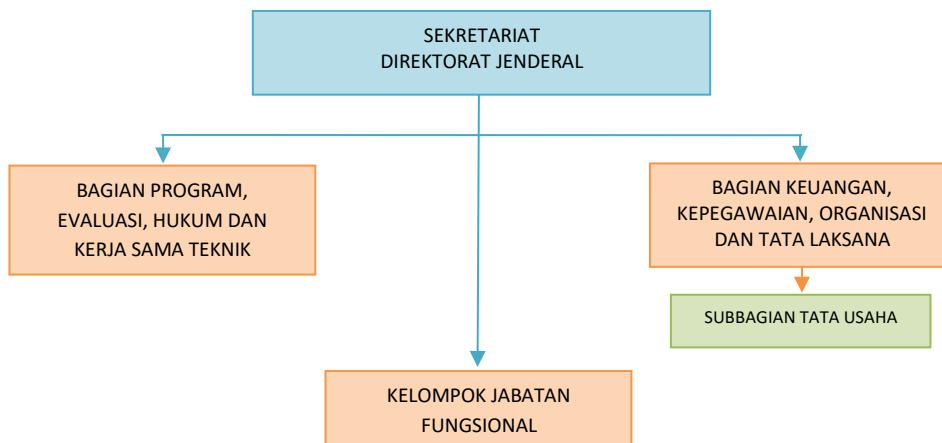 SEKRETARIAT
DIREKTORAT JENDERAL
BAGIAN PROGRAM,
EVALUASI, HUKUM DAN
KERJA SAMA TEKNIK
BAGIAN KEUANGAN,
KEPEGAWAIAN, ORGANISASI
DAN TATA LAKSANA
SUBBAGIAN TATA USAHA
KELOMPOK JABATAN
FUNGSIONAL